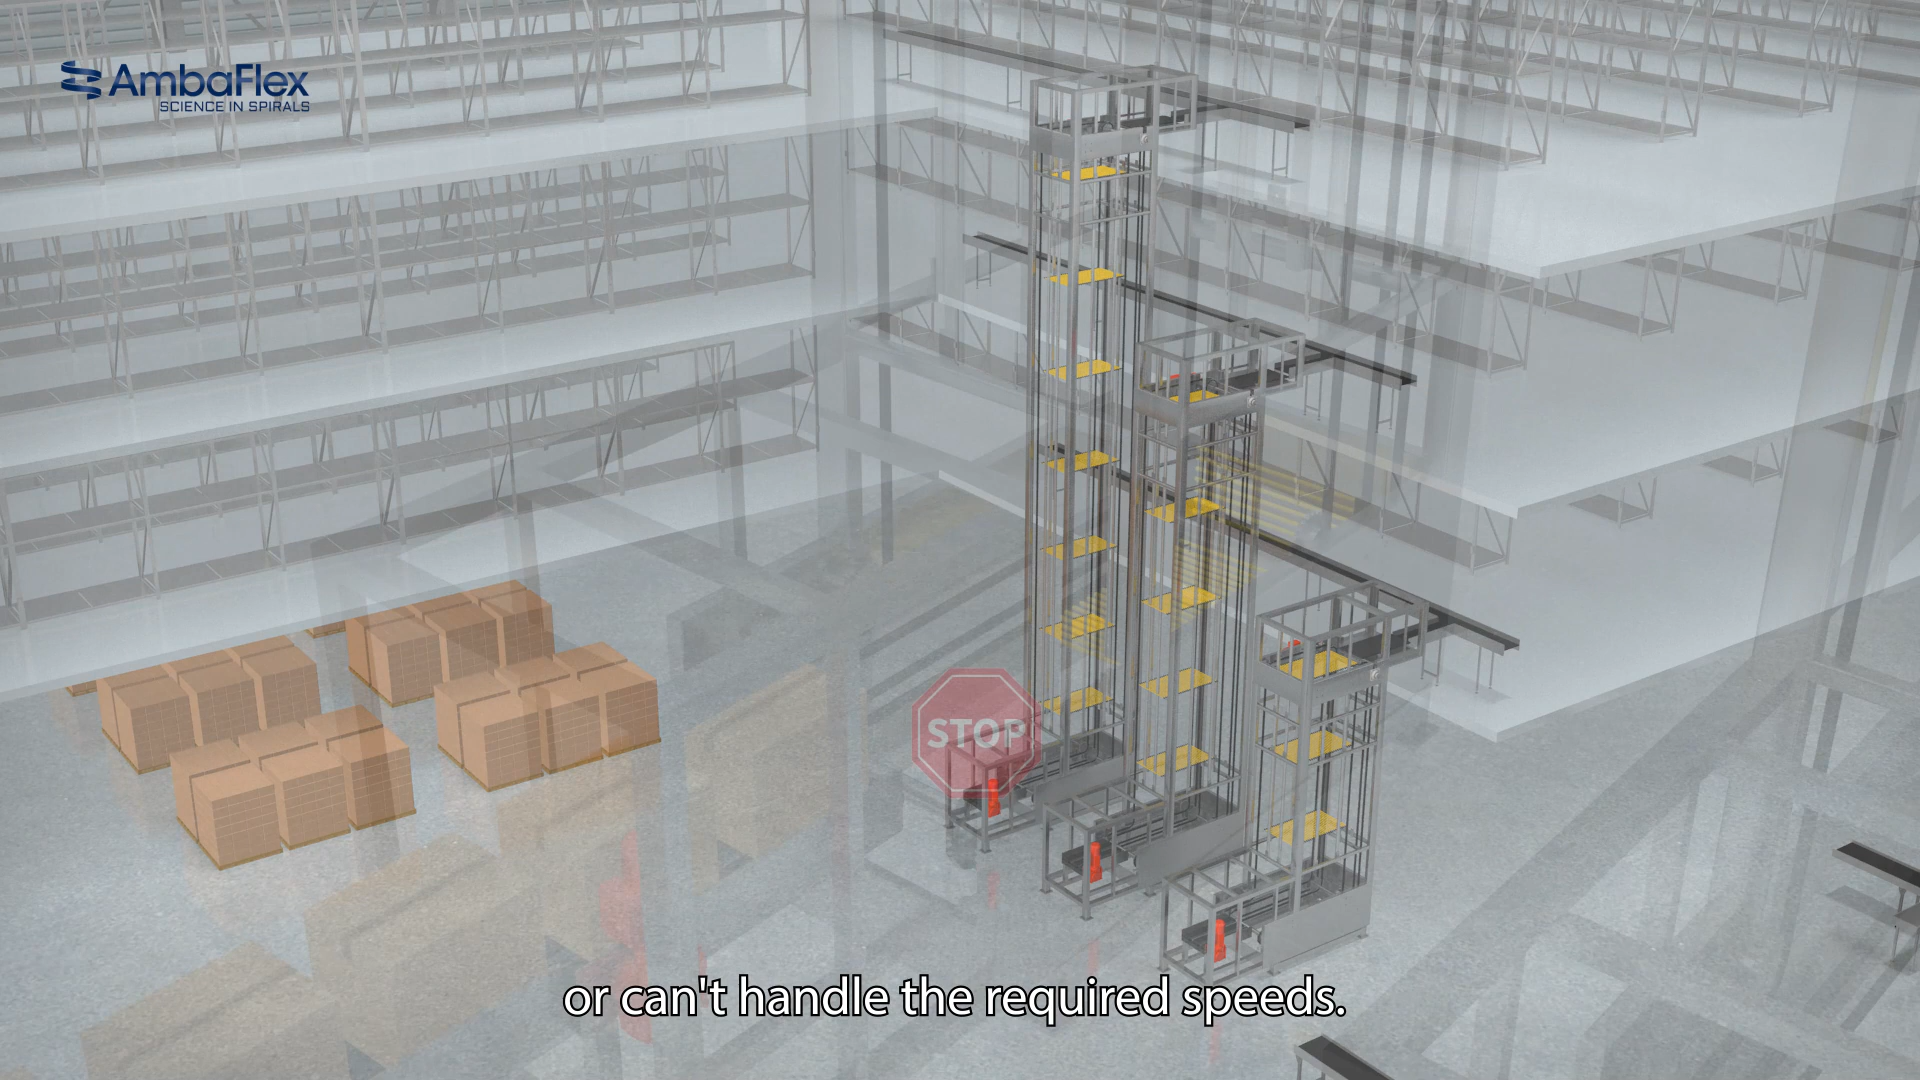 AmbaFlex
SCIENCE IN SPIRALS
STOP
or can't handle the required speeds.